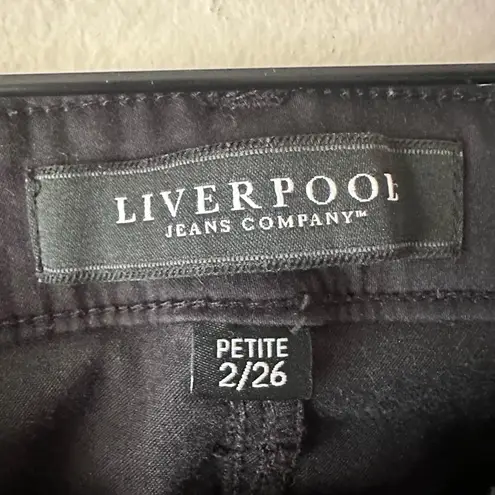 LIVERPOOL
JEANS COMPANY™
PETITE
2/26